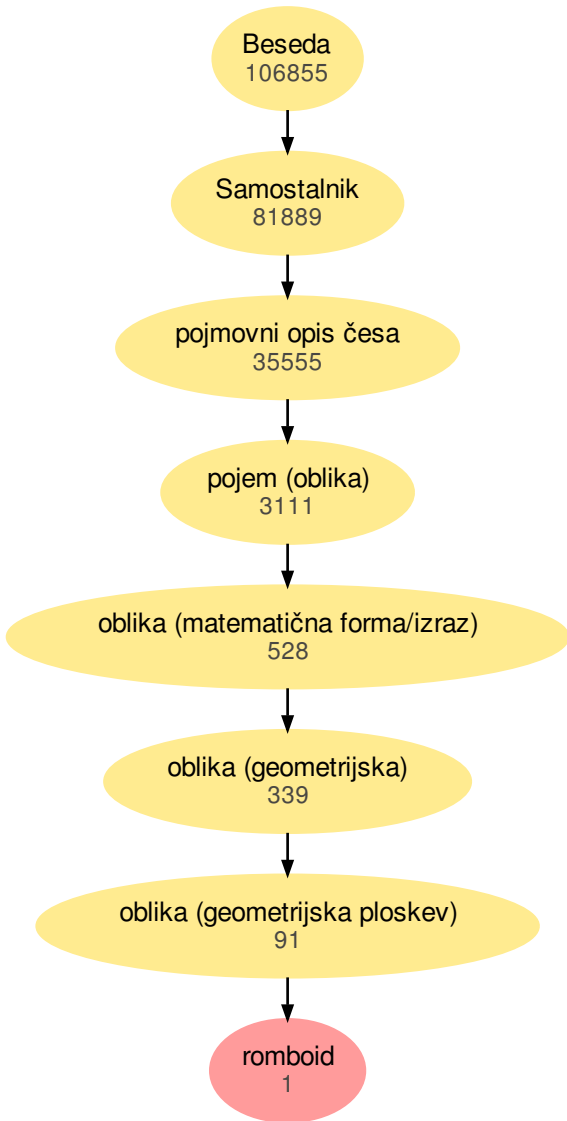 Beseda
106855
Samostalnik
81889
pojmovni opis česa
35555
pojem (oblika)
3111
oblika (matematična forma/izraz)
528
oblika (geometrijska)
339
oblika (geometrijska ploskev)
91
romboid
1